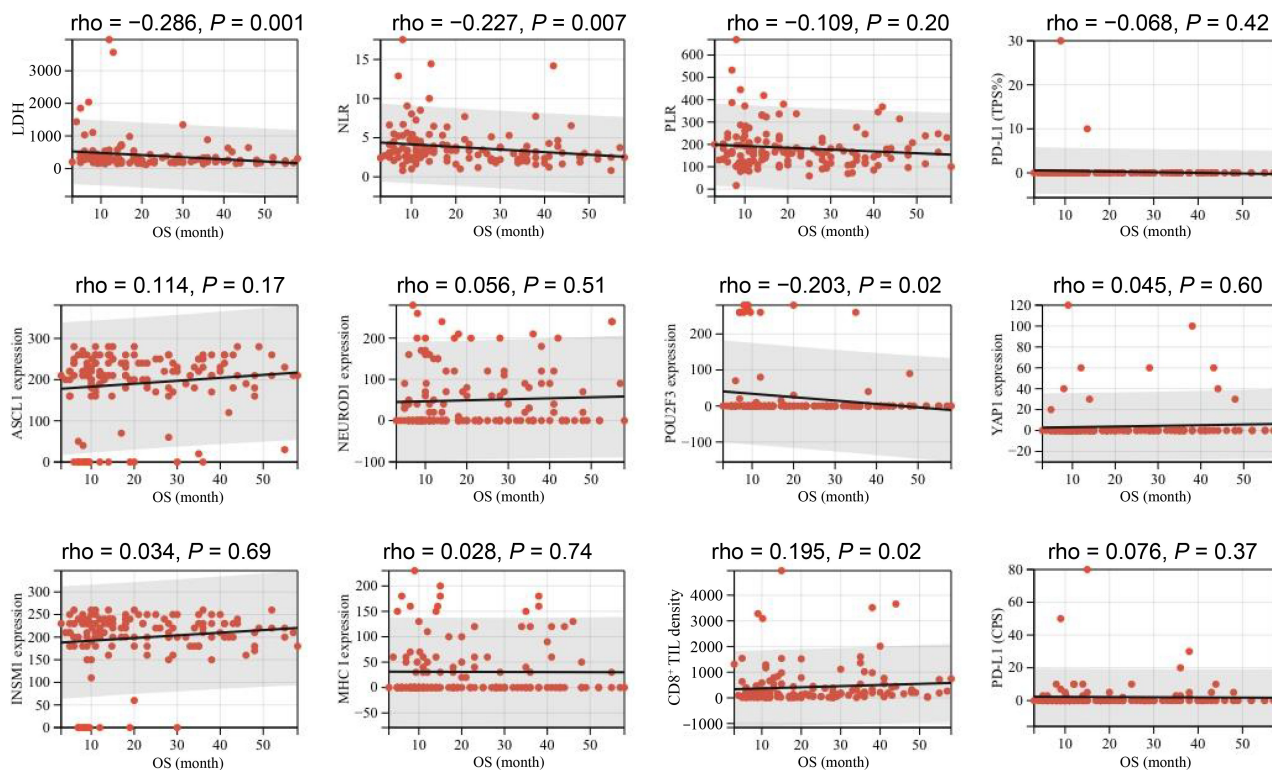 rho = −0.286, P = 0.001
LDH
3000
2000
1000
0
10 20 30 40 50
OS (month)
rho = −0.227, P = 0.007
NLR
15
10
5
0
10 20 30 40 50
OS (month)
rho = −0.109, P = 0.20
PLR
600
500
400
300
200
100
0
10 20 30 40 50
OS (month)
rho = −0.068, P = 0.42
PD-L1 (TPS%)
30
20
10
0
10 20 30 40 50
OS (month)
rho = 0.114, P = 0.17
ASCL1 expression
300
200
100
0
10 20 30 40 50
OS (month)
rho = 0.056, P = 0.51
NEUROD1 expression
200
100
0
−100
10 20 30 40 50
OS (month)
rho = −0.203, P = 0.02
POU2F3 expression
200
100
0
−100
10 20 30 40 50
OS (month)
rho = 0.045, P = 0.60
YAP1 expression
120
100
80
60
40
20
0
−20
10 20 30 40 50
OS (month)
rho = 0.034, P = 0.69
INSM1 expression
300
250
200
150
100
50
0
10 20 30 40 50
OS (month)
rho = 0.028, P = 0.74
MHC I expression
200
150
100
50
0
−50
10 20 30 40 50
OS (month)
rho = 0.195, P = 0.02
CD8⁺ TIL density
4000
3000
2000
1000
0
−1000
10 20 30 40 50
OS (month)
rho = 0.076, P = 0.37
PD-L1 (CPS)
80
60
40
20
0
10 20 30 40 50
OS (month)